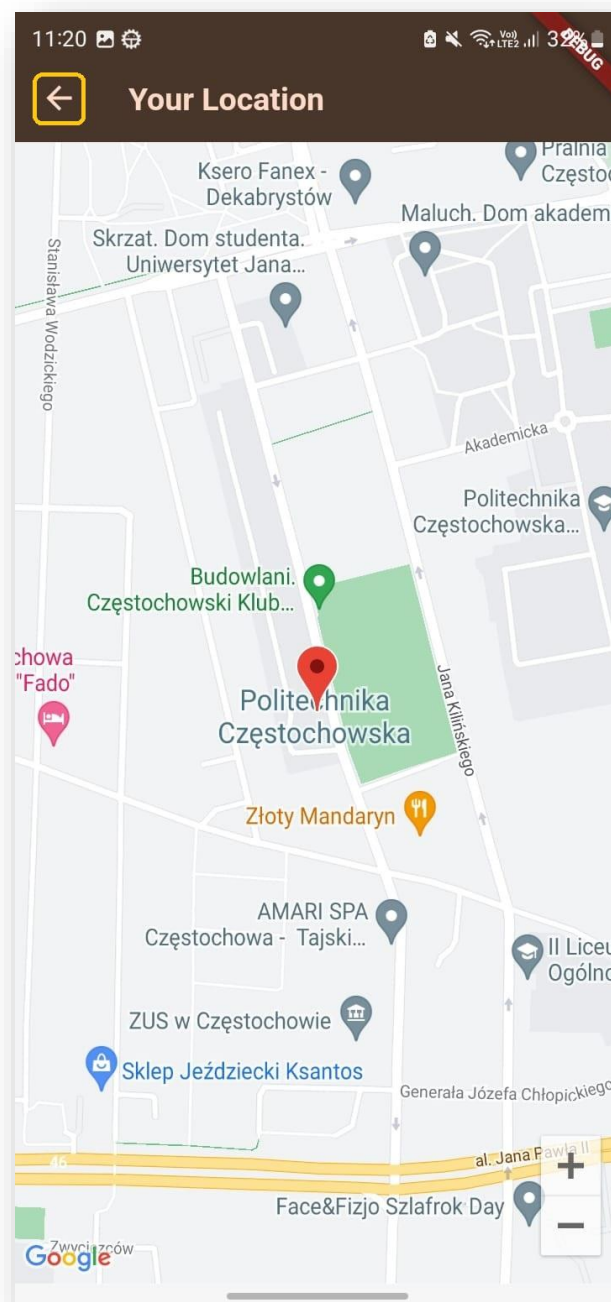 11:20
Vo))
LTE2
32%
DEBUG
Your Location
Pralnia
Często
Ksero Fanex -
Dekabrystów
Maluch. Dom akadem
Skrzat. Dom studenta.
Uniwersytet Jana...
Stanisława Wodzickiego
Akademicka
Politechnika
Częstochowska...
Budowlani.
Częstochowski Klub...
chowa
"Fado"
Politechnika
Częstochowska
Jana Kilińskiego
Złoty Mandaryn
AMARI SPA
Częstochowa - Tajski...
II Liceu
Ogólno
ZUS w Częstochowie
Sklep Jeździecki Ksantos
Generała Józefa Chłopickiego
al. Jana Pawła II
46
+
−
Face&Fizjo Szlafrok Day
Zwycięzców
Google